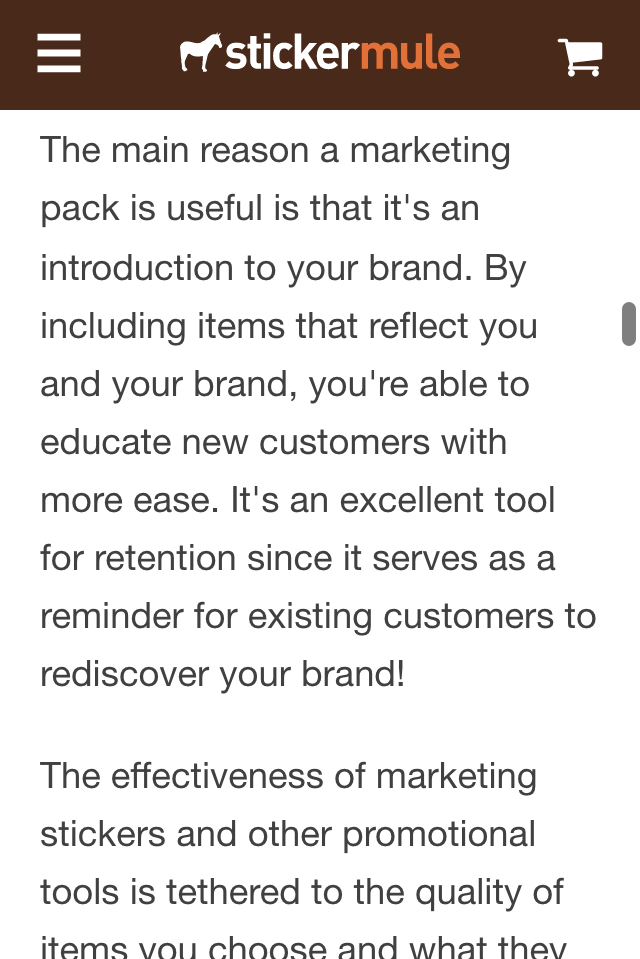 stickermule
The main reason a marketing
pack is useful is that it's an
introduction to your brand. By
including items that reflect you
and your brand, you're able to
educate new customers with
more ease. It's an excellent tool
for retention since it serves as a
reminder for existing customers to
rediscover your brand!
The effectiveness of marketing
stickers and other promotional
tools is tethered to the quality of
items you choose and what they